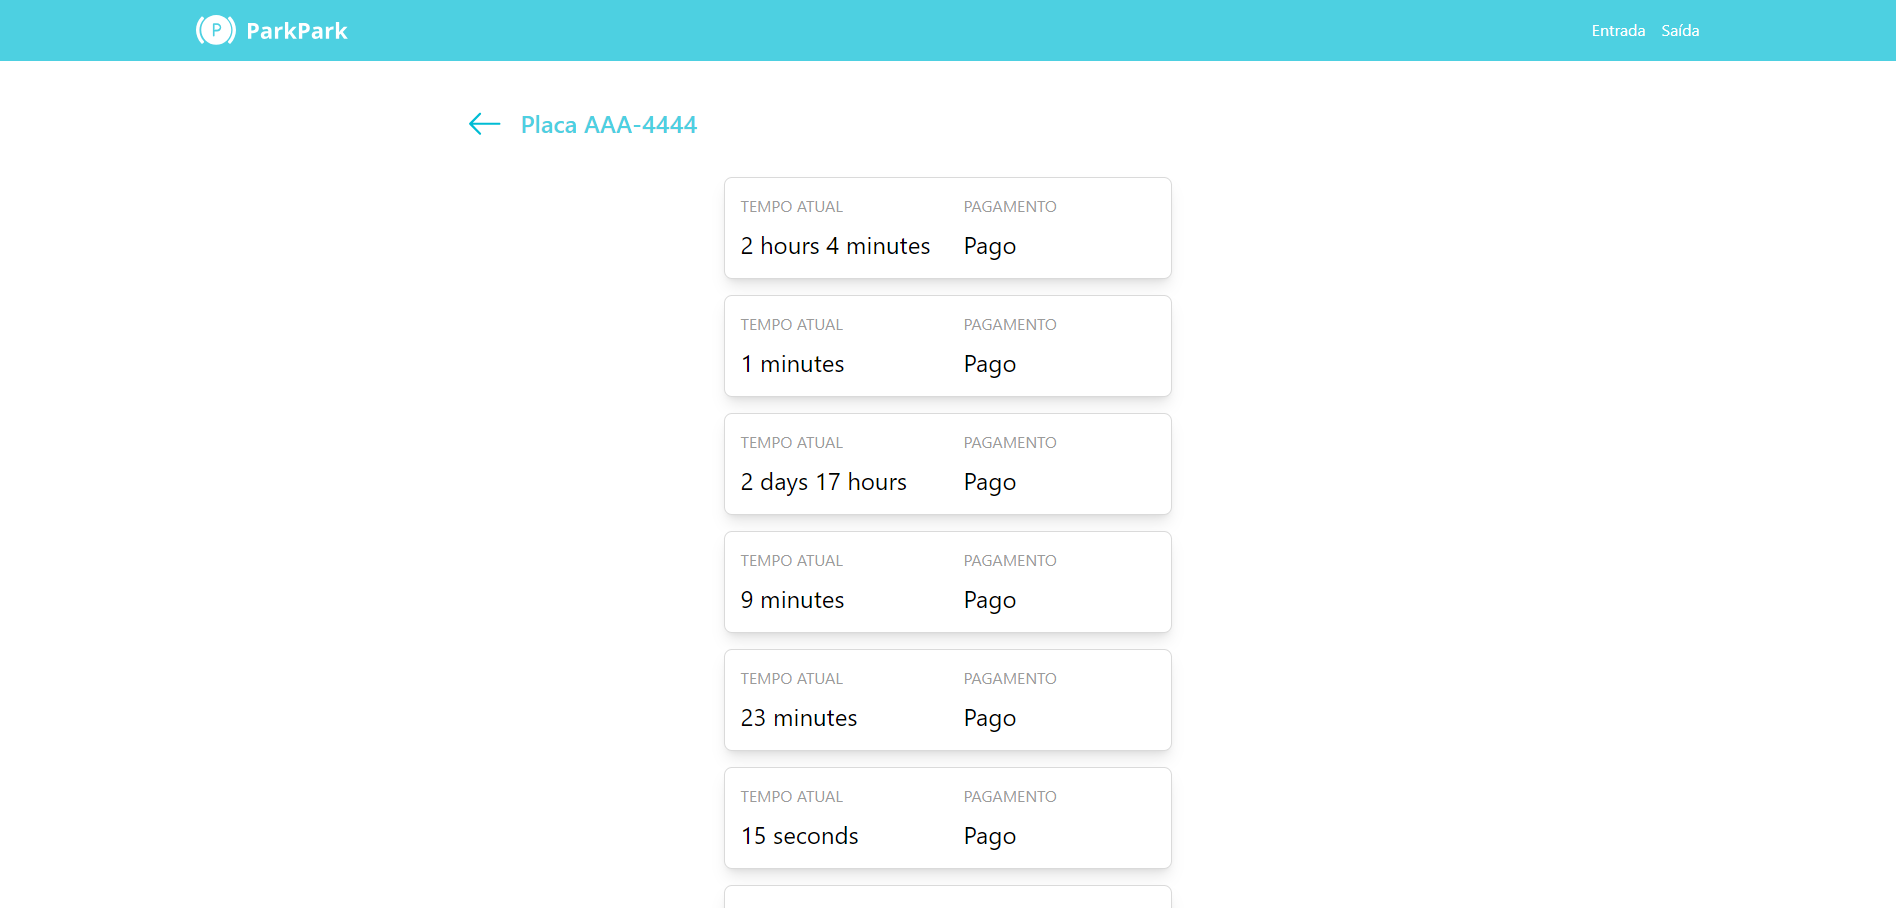 P ParkPark
Entrada Saída
Placa AAA-4444
TEMPO ATUAL PAGAMENTO
2 hours 4 minutes Pago
TEMPO ATUAL PAGAMENTO
1 minutes Pago
TEMPO ATUAL PAGAMENTO
2 days 17 hours Pago
TEMPO ATUAL PAGAMENTO
9 minutes Pago
TEMPO ATUAL PAGAMENTO
23 minutes Pago
TEMPO ATUAL PAGAMENTO
15 seconds Pago